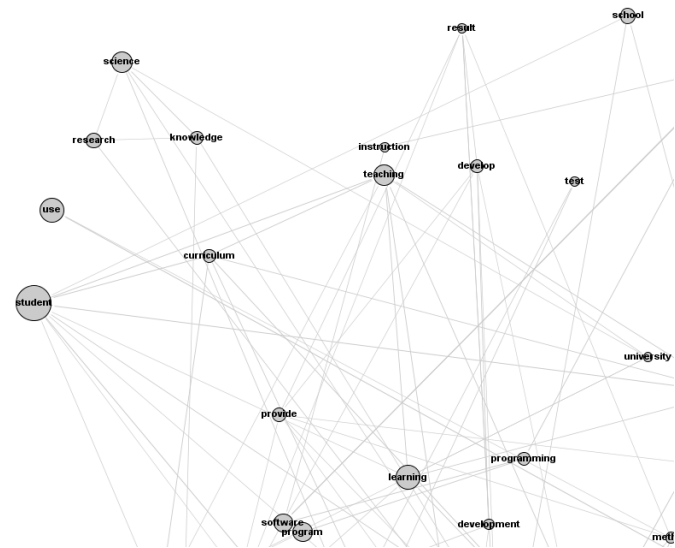 school
result
science
research
knowledge
instruction
develop
teaching
test
use
curriculum
student
university
provide
programming
learning
software
program
development
meth